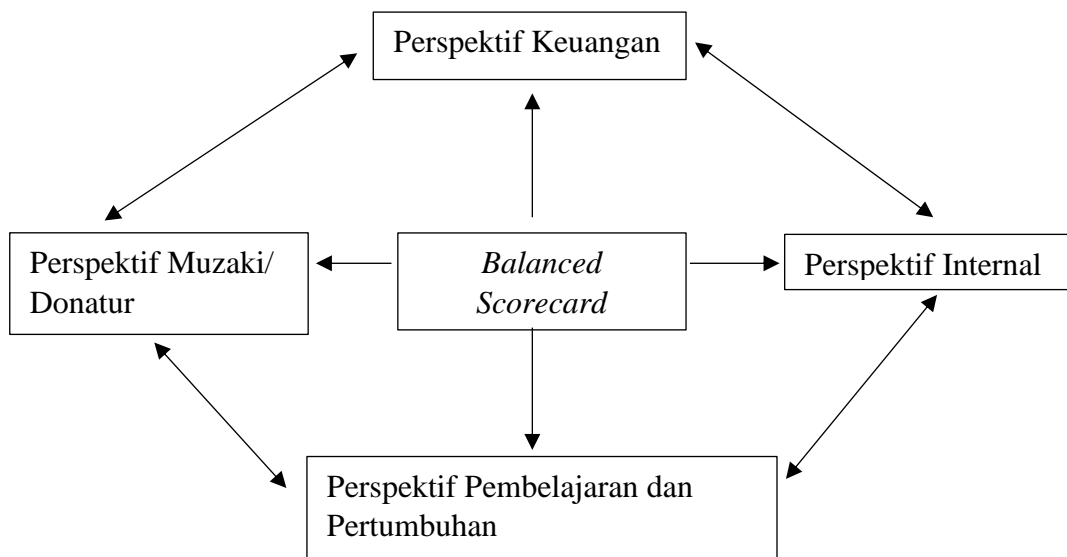 Perspektif Keuangan
Perspektif Muzaki/
Donatur
Balanced
Scorecard
Perspektif Internal
Perspektif Pembelajaran dan
Pertumbuhan